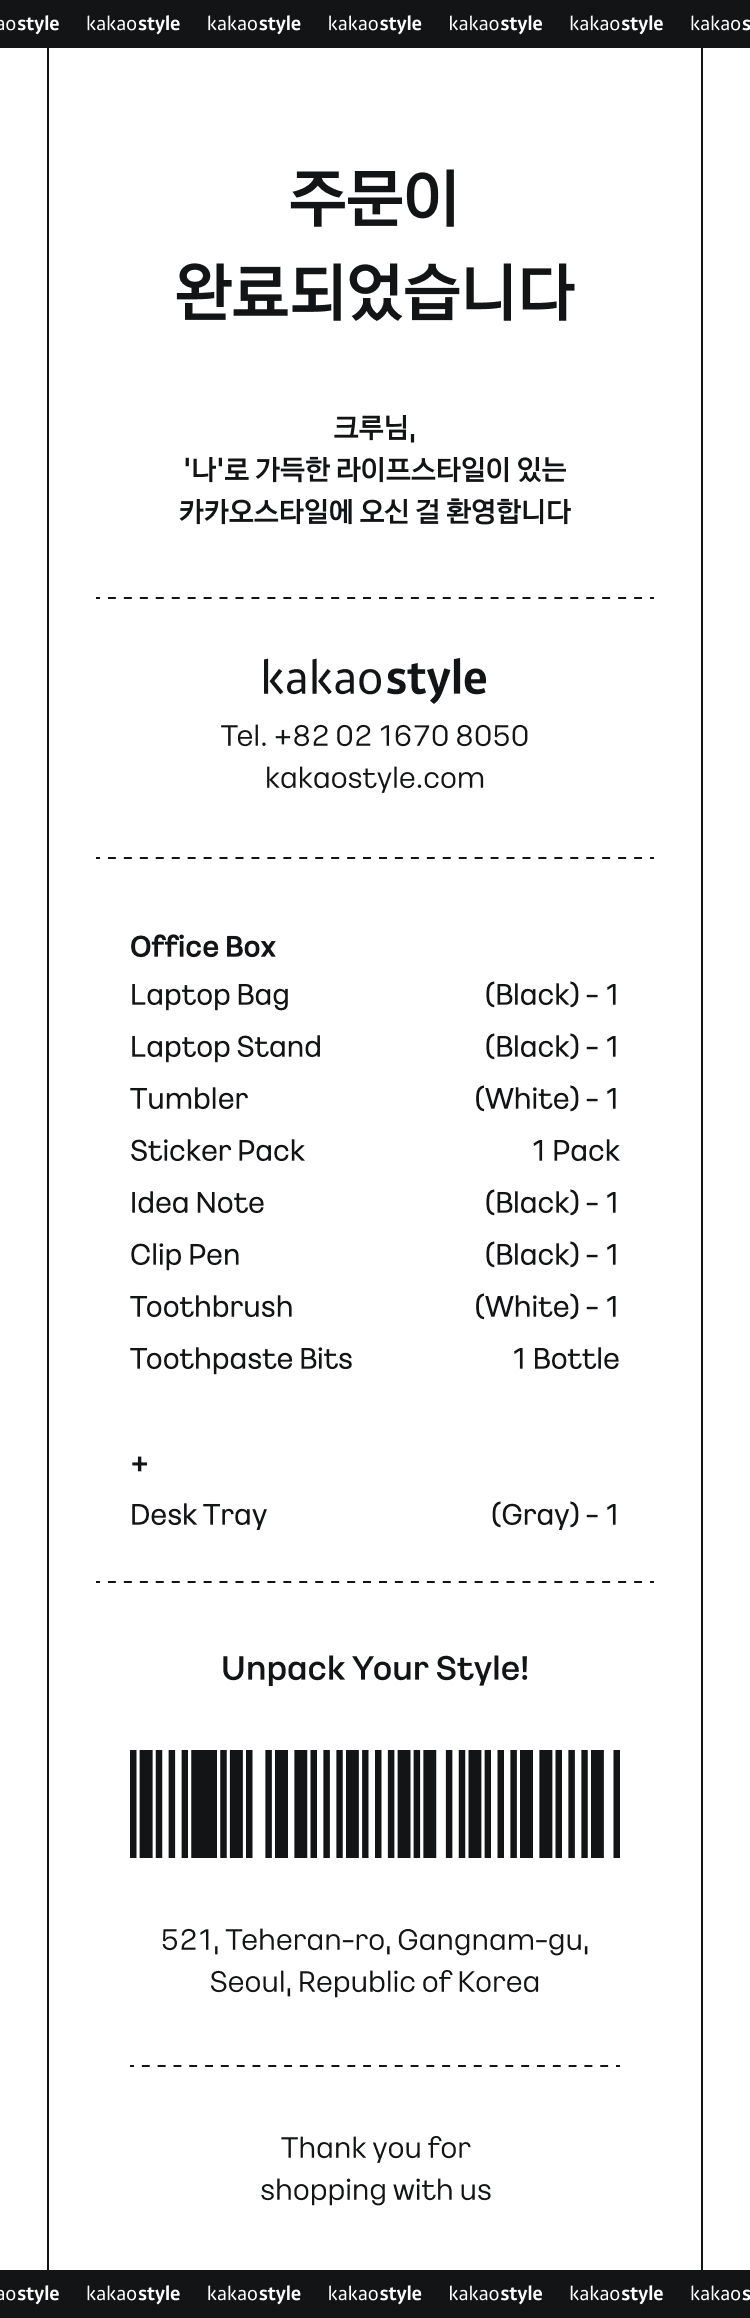 kakaostyle kakaostyle kakaostyle kakaostyle kakaostyle
주문이
완료되었습니다
크루님,
'나'로 가득한 라이프스타일이 있는
카카오스타일에 오신 걸 환영합니다
kakaostyle
Tel. +82 02 1670 8050
kakaostyle.com
Office Box
Laptop Bag (Black) - 1
Laptop Stand (Black) - 1
Tumbler (White) - 1
Sticker Pack 1 Pack
Idea Note (Black) - 1
Clip Pen (Black) - 1
Toothbrush (White) - 1
Toothpaste Bits 1 Bottle
+
Desk Tray (Gray) - 1
Unpack Your Style!
521, Teheran-ro, Gangnam-gu,
Seoul, Republic of Korea
Thank you for
shopping with us
kakaostyle kakaostyle kakaostyle kakaostyle kakaostyle